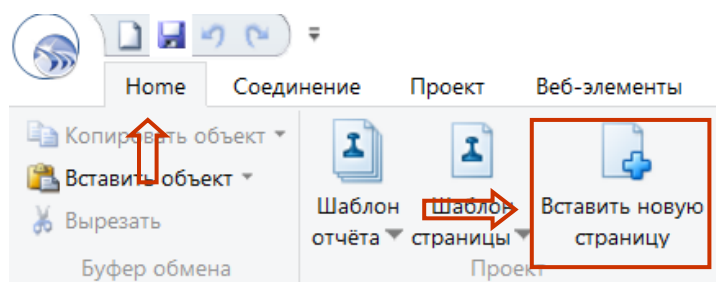 Home Соединение Проект Веб-элементы
Копировать объект
Вставить объект
Вырезать
Буфер обмена
Шаблон отчёта
Шаблон страницы
Вставить новую страницу
Проект